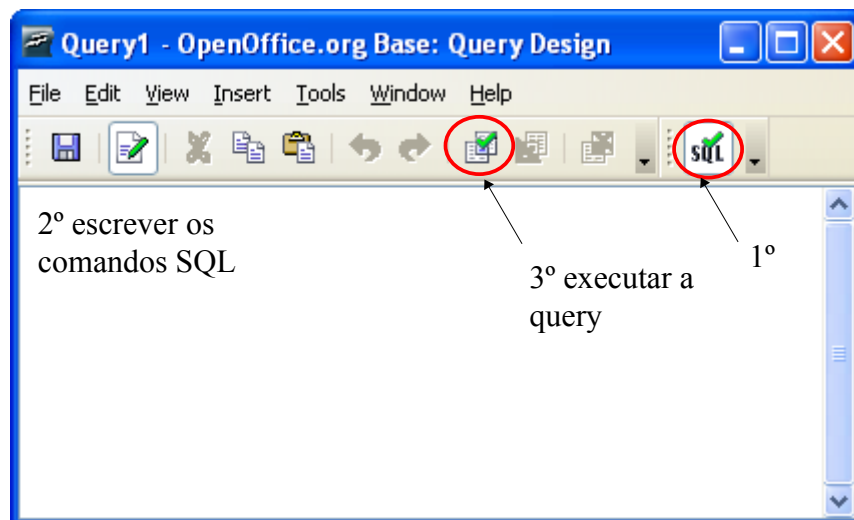 Query1 - OpenOffice.org Base: Query Design
File Edit View Insert Tools Window Help
SQL
2º escrever os
comandos SQL
3º executar a
query
1º